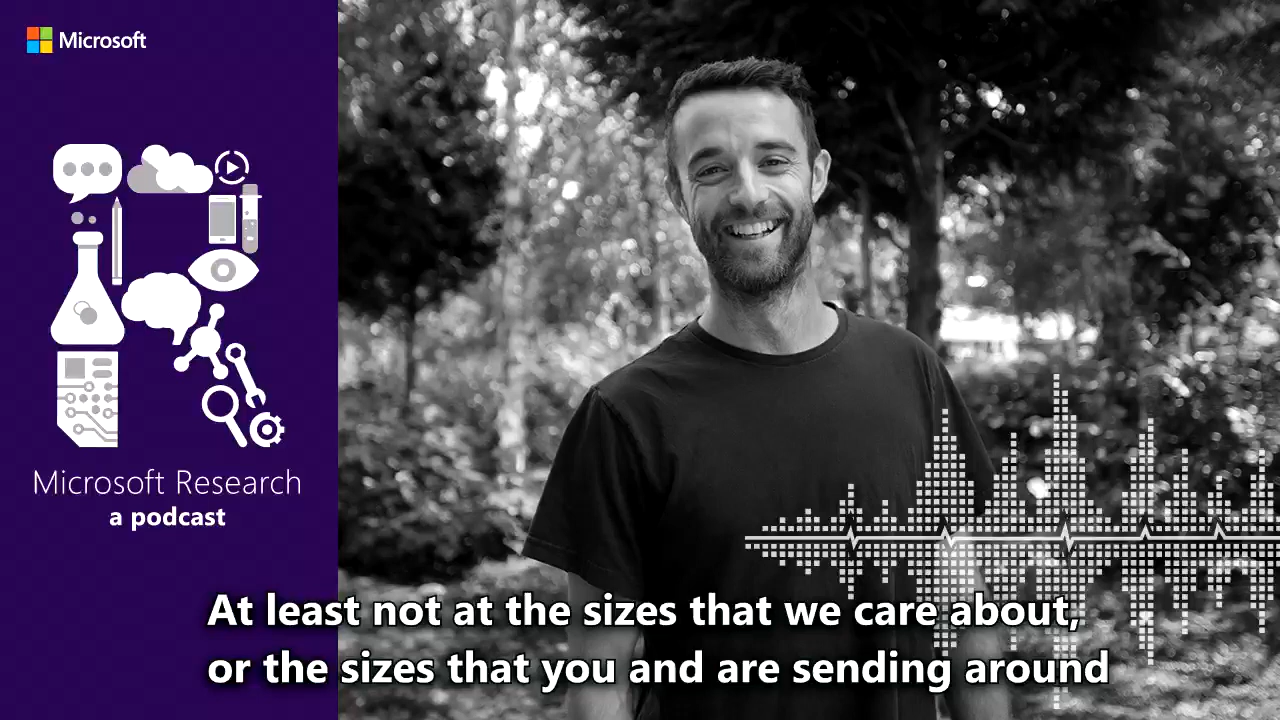 Microsoft
Microsoft Research
a podcast
At least not at the sizes that we care about,
or the sizes that you and are sending around